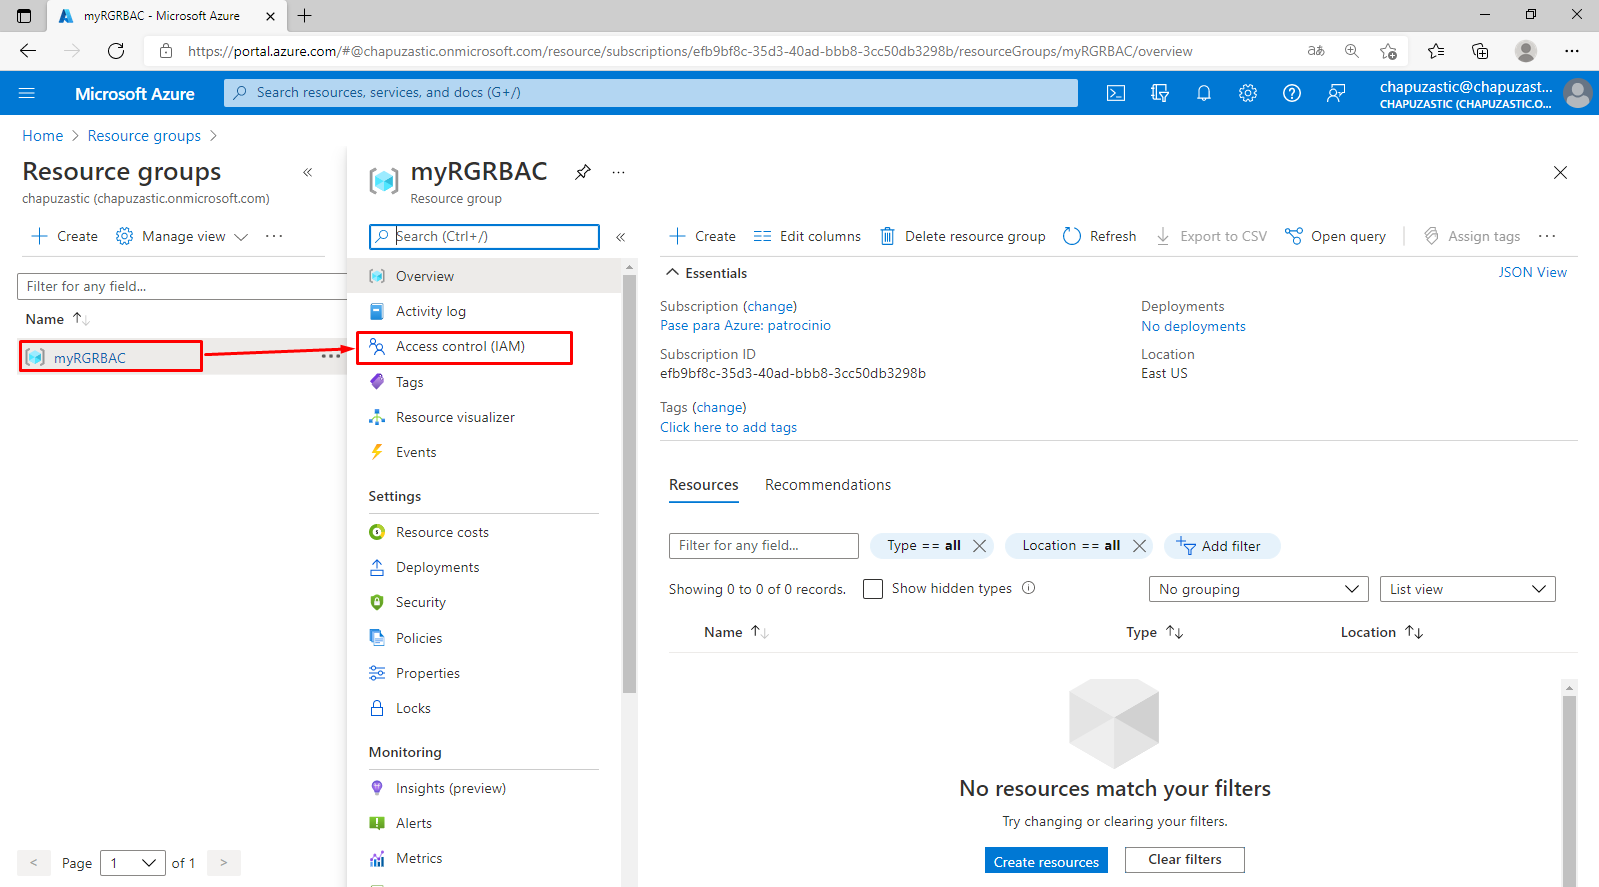 myRGRBAC - Microsoft Azure
https://portal.azure.com/#@chapuzastic.onmicrosoft.com/resource/subscriptions/efb9bf8c-35d3-40ad-bbb8-3cc50db3298b/resourceGroups/myRGRBAC/overview
Microsoft Azure
Search resources, services, and docs (G+/)
chapuzastic@chapuzast...
CHAPUZASTIC (CHAPUZASTIC.O...
Home > Resource groups >
Resource groups
chapuzastic (chapuzastic.onmicrosoft.com)
+ Create
Manage view
...
Filter for any field...
Name
myRGRBAC
...
< Page 1 of 1 >
myRGRBAC
...
Resource group
Search (Ctrl+/)
Overview
Activity log
Access control (IAM)
Tags
Resource visualizer
Events
Settings
Resource costs
Deployments
Security
Policies
Properties
Locks
Monitoring
Insights (preview)
Alerts
Metrics
+ Create
Edit columns
Delete resource group
Refresh
Export to CSV
Open query
Assign tags
...
Essentials
JSON View
Subscription (change)
Pase para Azure: patrocinio
Subscription ID
efb9bf8c-35d3-40ad-bbb8-3cc50db3298b
Tags (change)
Click here to add tags
Deployments
No deployments
Location
East US
Resources
Recommendations
Filter for any field...
Type == all
Location == all
Add filter
Showing 0 to 0 of 0 records.
Show hidden types
No grouping
List view
Name
Type
Location
No resources match your filters
Try changing or clearing your filters.
Create resources
Clear filters